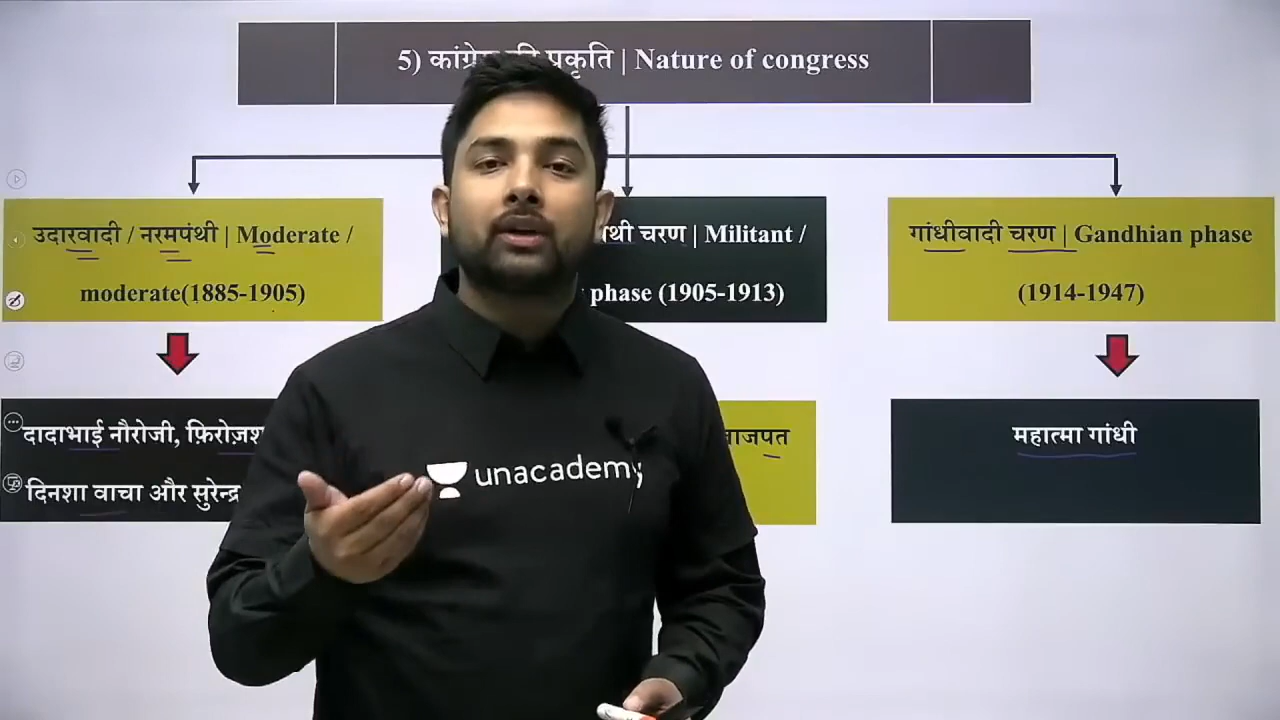 5) कांग्रेस की प्रकृति | Nature of congress
उदारवादी / नरमपंथी | Moderate /
moderate(1885-1905)
चरण | Militant /
phase (1905-1913)
गांधीवादी चरण | Gandhian phase
(1914-1947)
दादाभाई नौरोजी,
दिनशा वाचा और
महात्मा गांधी
unacademy